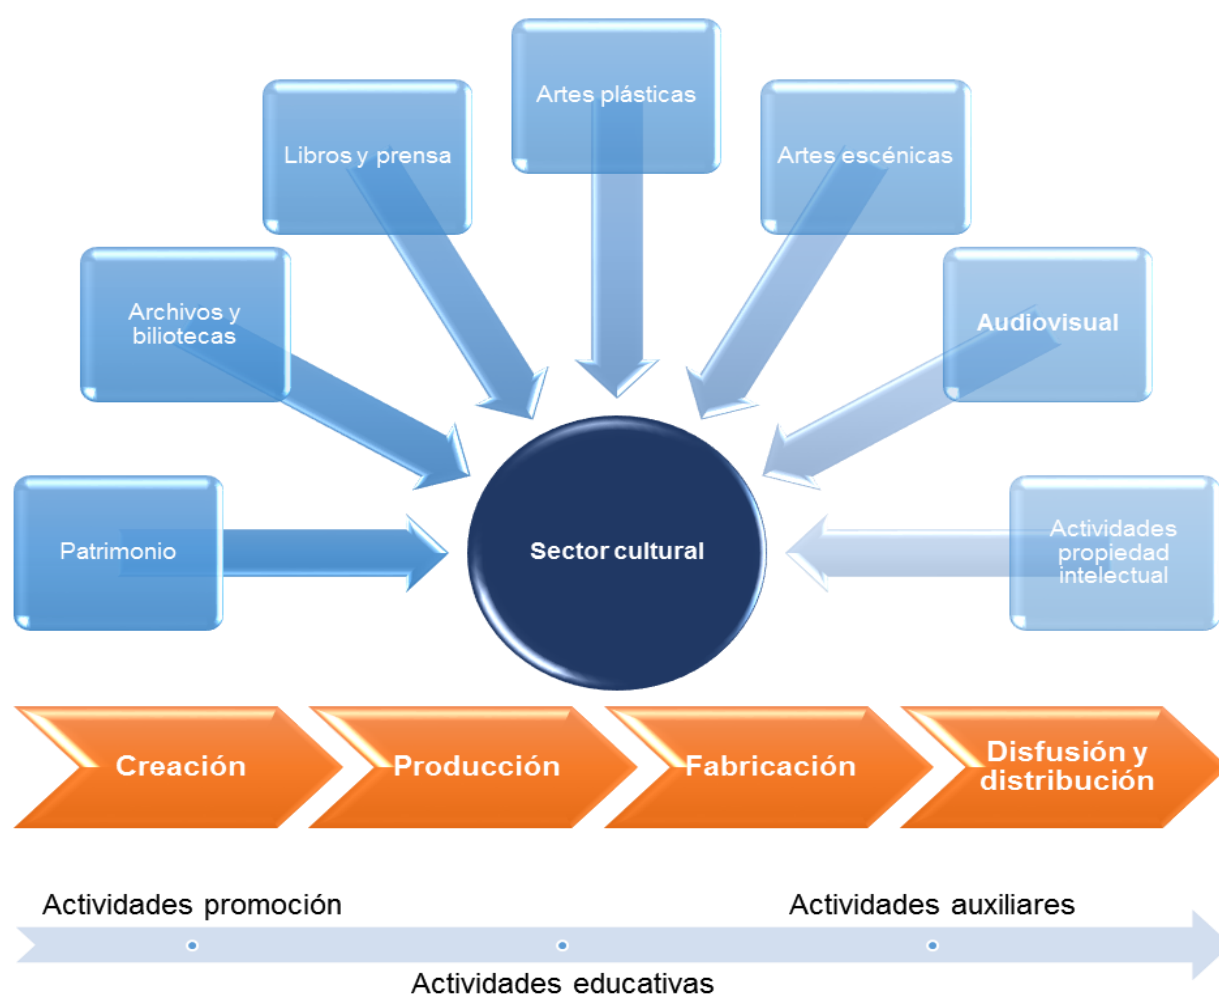 Artes plásticas
Libros y prensa
Artes escénicas
Archivos y
biliotecas
Audiovisual
Patrimonio
Sector cultural
Actividades
propiedad
intelectual
Creación
Producción
Fabricación
Disfusión y
distribución
Actividades promoción
Actividades auxiliares
Actividades educativas